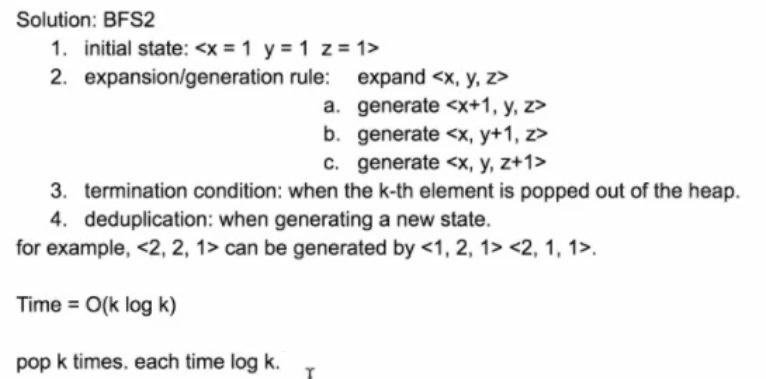 Solution: BFS2
1. initial state: <x = 1 y = 1 z = 1>
2. expansion/generation rule: expand <x, y, z>
a. generate <x+1, y, z>
b. generate <x, y+1, z>
c. generate <x, y, z+1>
3. termination condition: when the k-th element is popped out of the heap.
4. deduplication: when generating a new state.
for example, <2, 2, 1> can be generated by <1, 2, 1> <2, 1, 1>.
Time = O(k log k)
pop k times. each time log k.